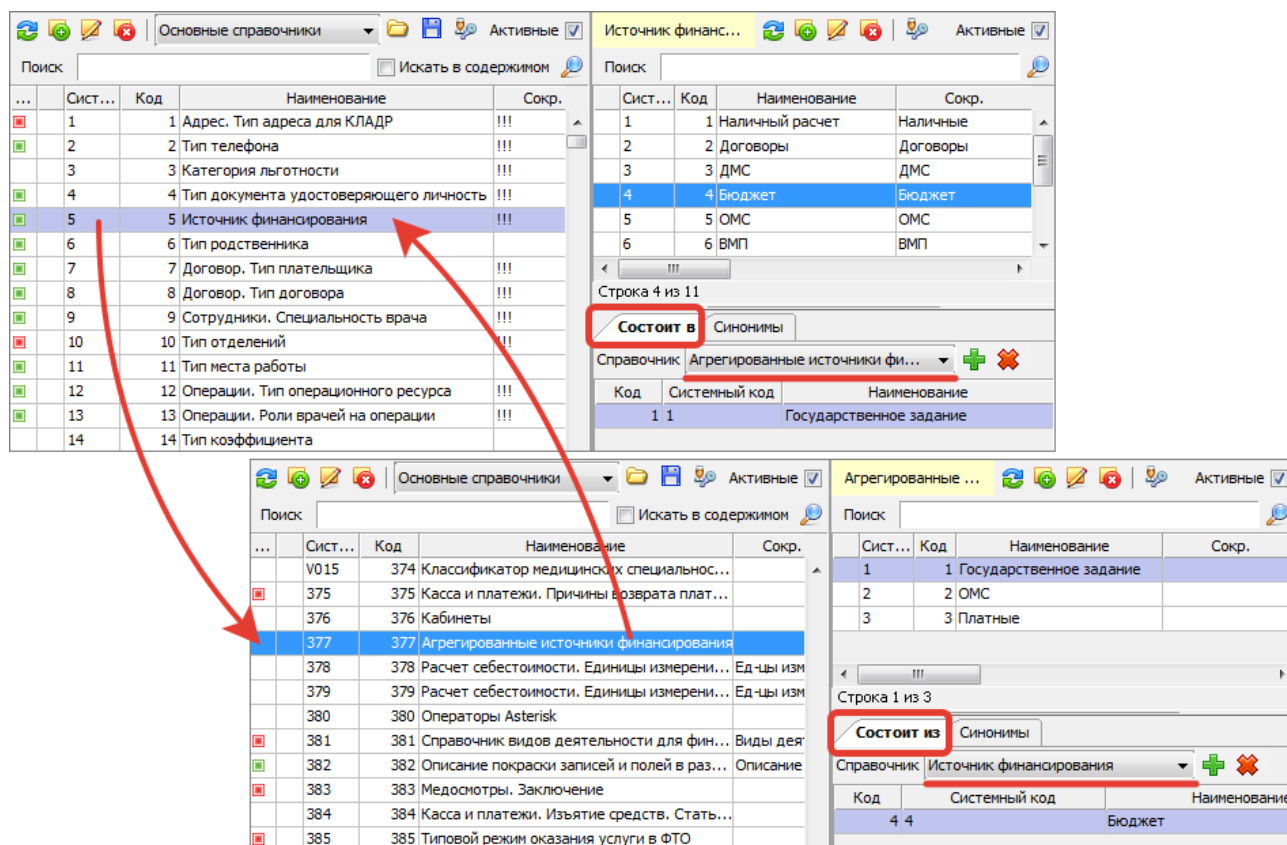 Основные справочники Активные
Поиск Искать в содержимом
... Сист... Код Наименование Сокр.
1 1 Адрес. Тип адреса для КЛАДР !!!
2 2 Тип телефона !!!
3 3 Категория льготности !!!
4 4 Тип документа удостоверяющего личность !!!
5 5 Источник финансирования !!!
6 6 Тип родственника
7 7 Договор. Тип плательщика !!!
8 8 Договор. Тип договора !!!
9 9 Сотрудники. Специальность врача !!!
10 10 Тип отделений !!!
11 11 Тип места работы
12 12 Операции. Тип операционного ресурса !!!
13 13 Операции. Роли врачей на операции !!!
14 14 Тип коэффициента
Источник финанс... Активные
Поиск
Сист... Код Наименование Сокр.
1 1 Наличный расчет Наличные
2 2 Договоры Договоры
3 3 ДМС ДМС
4 4 Бюджет Бюджет
5 5 ОМС ОМС
6 6 ВМП ВМП
Строка 4 из 11
Состоит в Синонимы
Справочник Агрегированные источники фи...
Код Системный код Наименование
1 1 Государственное задание
Основные справочники Активные
Поиск Искать в содержимом
... Сист... Код Наименование Сокр.
V015 374 Классификатор медицинских специальнос...
375 375 Касса и платежи. Причины возврата плат...
376 376 Кабинеты
377 377 Агрегированные источники финансирования
378 378 Расчет себестоимости. Единицы измерени... Ед-цы изм
379 379 Расчет себестоимости. Единицы измерени... Ед-цы изм
380 380 Операторы Asterisk
381 381 Справочник видов деятельности для фин... Виды дея
382 382 Описание покраски записей и полей в раз... Описание
383 383 Медосмотры. Заключение
384 384 Касса и платежи. Изъятие средств. Стать...
385 385 Типовой режим оказания услуги в ФТО
Агрегированные ... Активные
Поиск
Сист... Код Наименование Сокр.
1 1 Государственное задание
2 2 ОМС
3 3 Платные
Строка 1 из 3
Состоит из Синонимы
Справочник Источник финансирования
Код Системный код Наименование
4 4 Бюджет